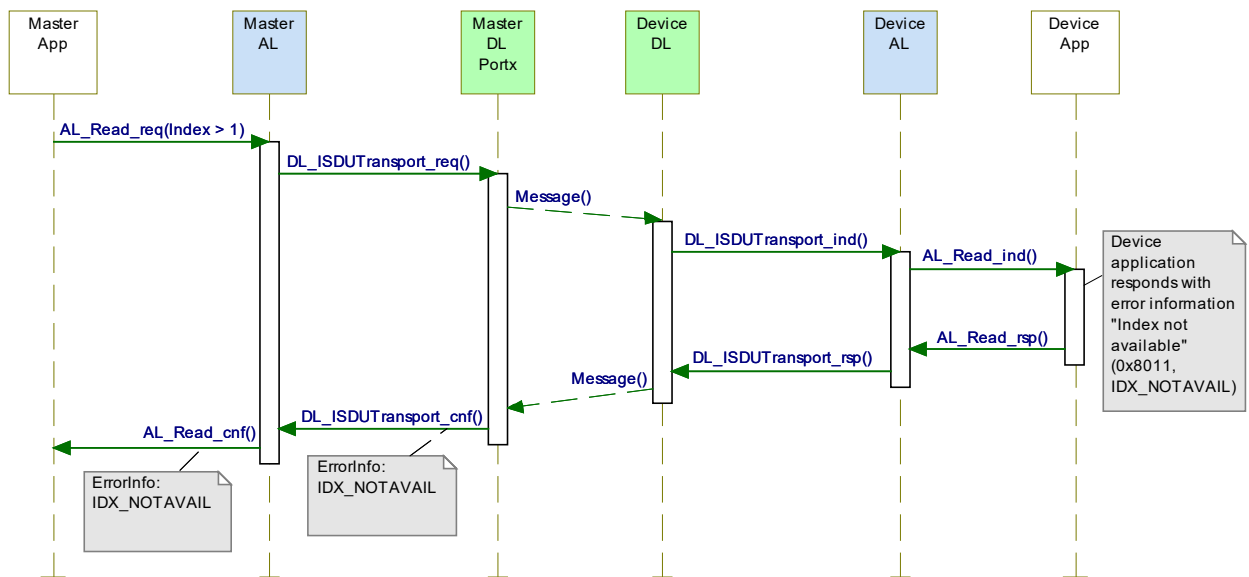 Master
App
Master
AL
Master
DL
Portx
Device
DL
Device
AL
Device
App
AL_Read_req(Index > 1)
DL_ISDUTransport_req()
Message()
DL_ISDUTransport_ind()
AL_Read_ind()
Device
application
responds with
error information
"Index not
available"
(0x8011,
IDX_NOTAVAIL)
AL_Read_rsp()
DL_ISDUTransport_rsp()
Message()
DL_ISDUTransport_cnf()
AL_Read_cnf()
ErrorInfo:
IDX_NOTAVAIL
ErrorInfo:
IDX_NOTAVAIL